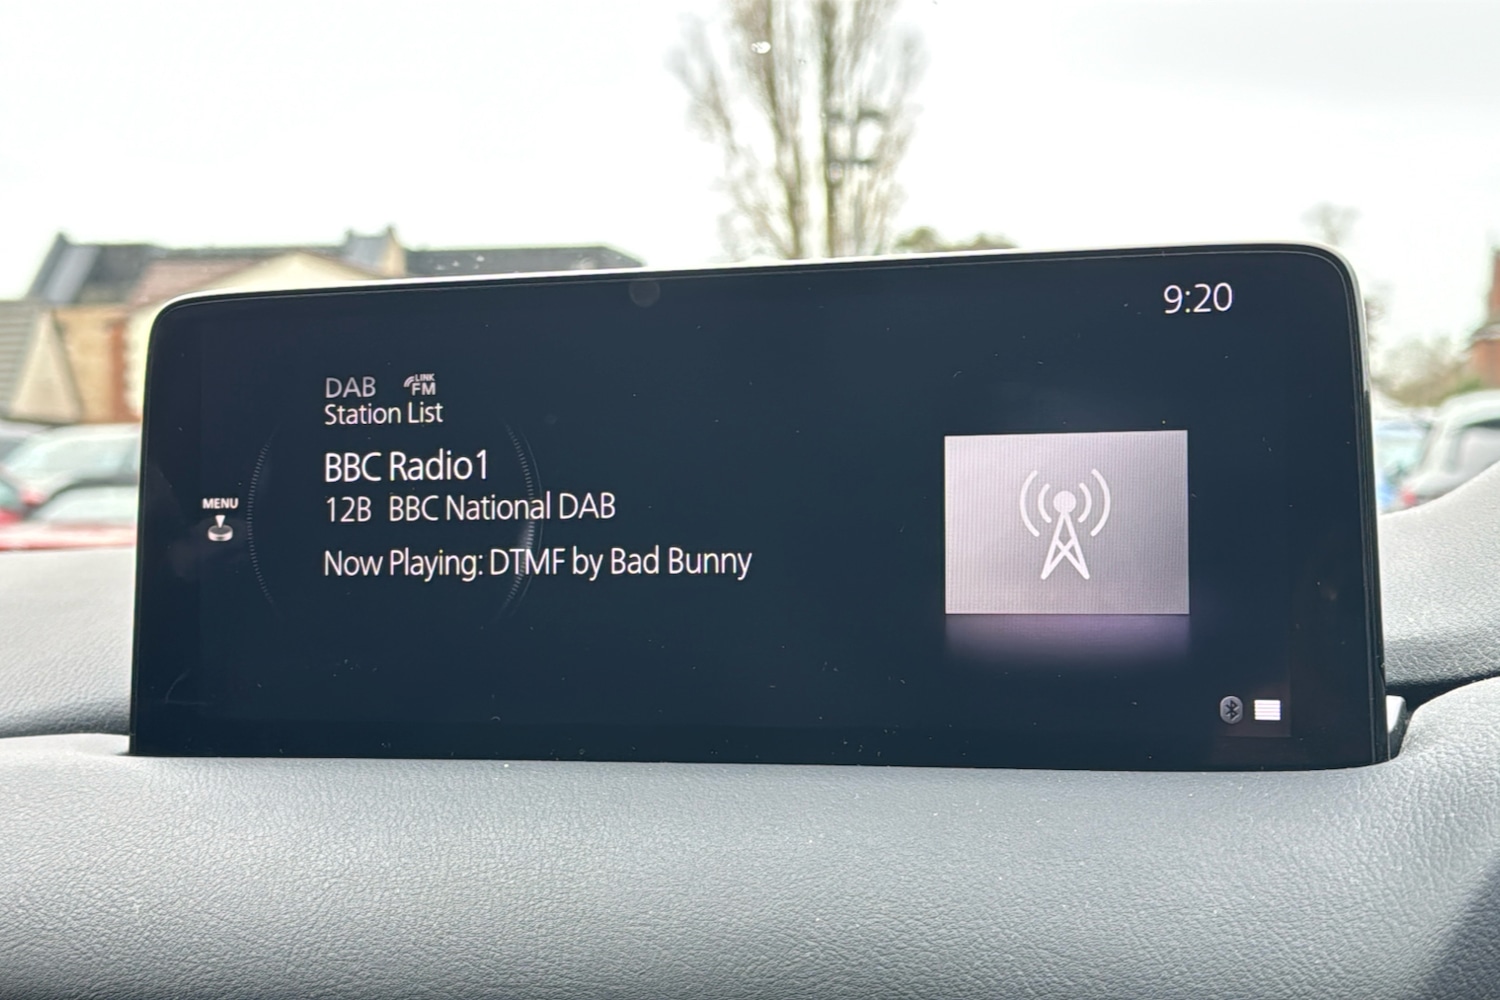 9:20
DAB LINK FM
Station List
BBC Radio1
MENU
12B BBC National DAB
Now Playing: DTMF by Bad Bunny